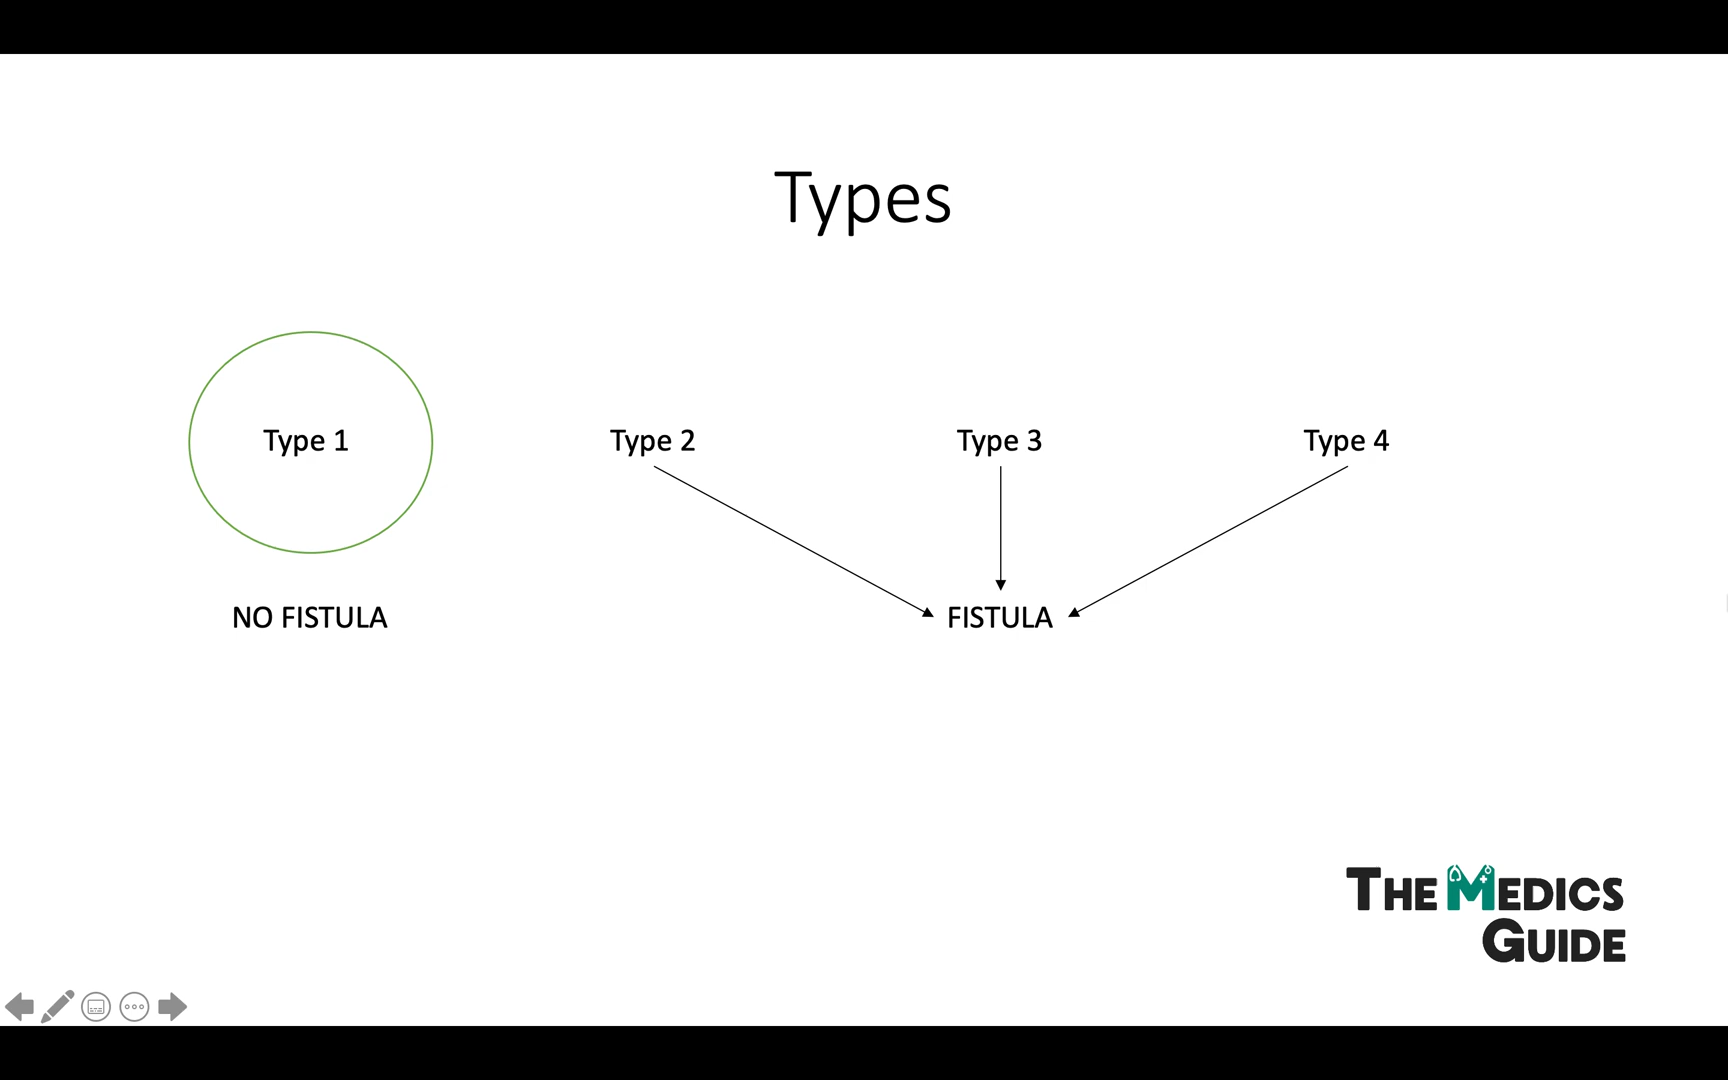 Types
Type 1
Type 2
Type 3
Type 4
NO FISTULA
FISTULA
THE MEDICS
GUIDE